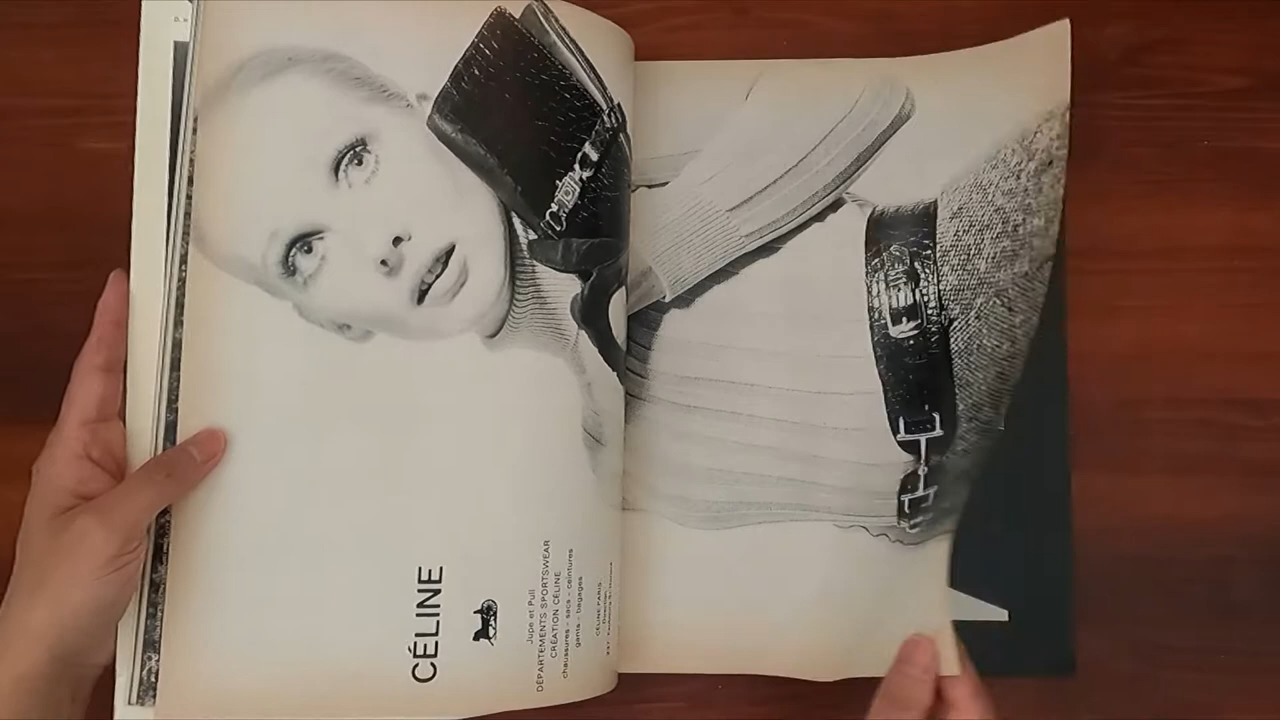 CÉLINE
Jupe et Pull
DÉPARTEMENTS SPORTSWEAR
CRÉATION CÉLINE
chaussures - sacs - ceintures
gants - bagages
CÉLINE PARIS